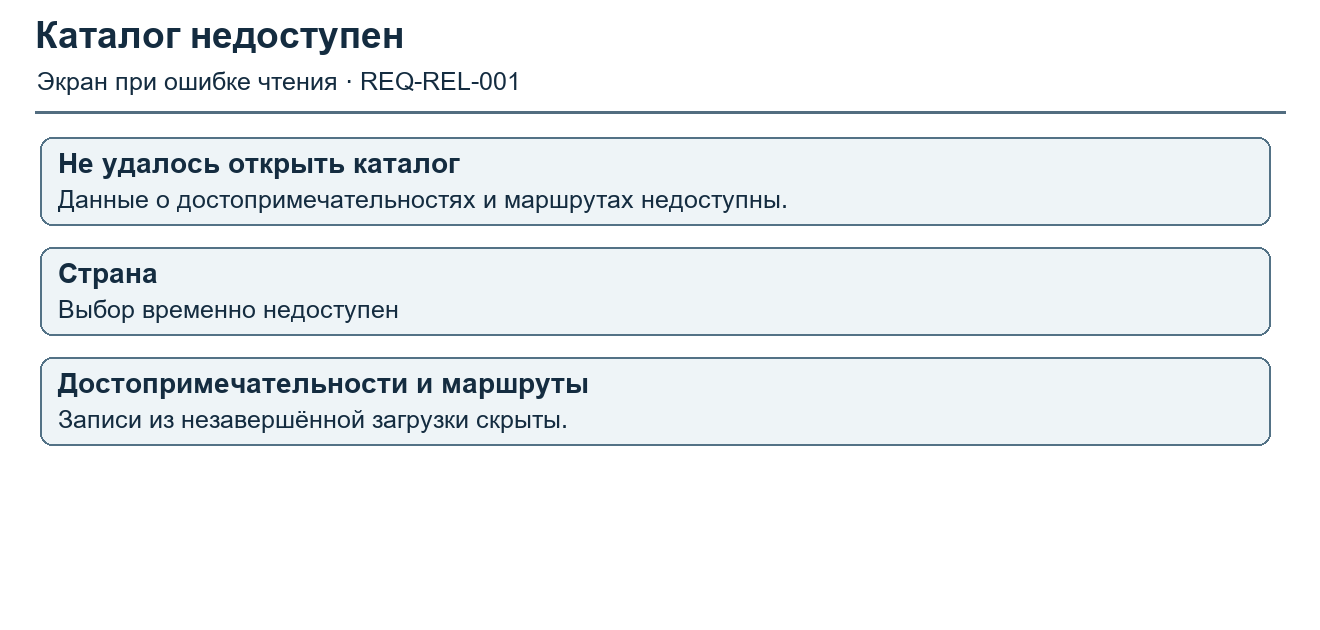 Каталог недоступен
Экран при ошибке чтения · REQ-REL-001
Не удалось открыть каталог
Данные о достопримечательностях и маршрутах недоступны.
Страна
Выбор временно недоступен
Достопримечательности и маршруты
Записи из незавершённой загрузки скрыты.